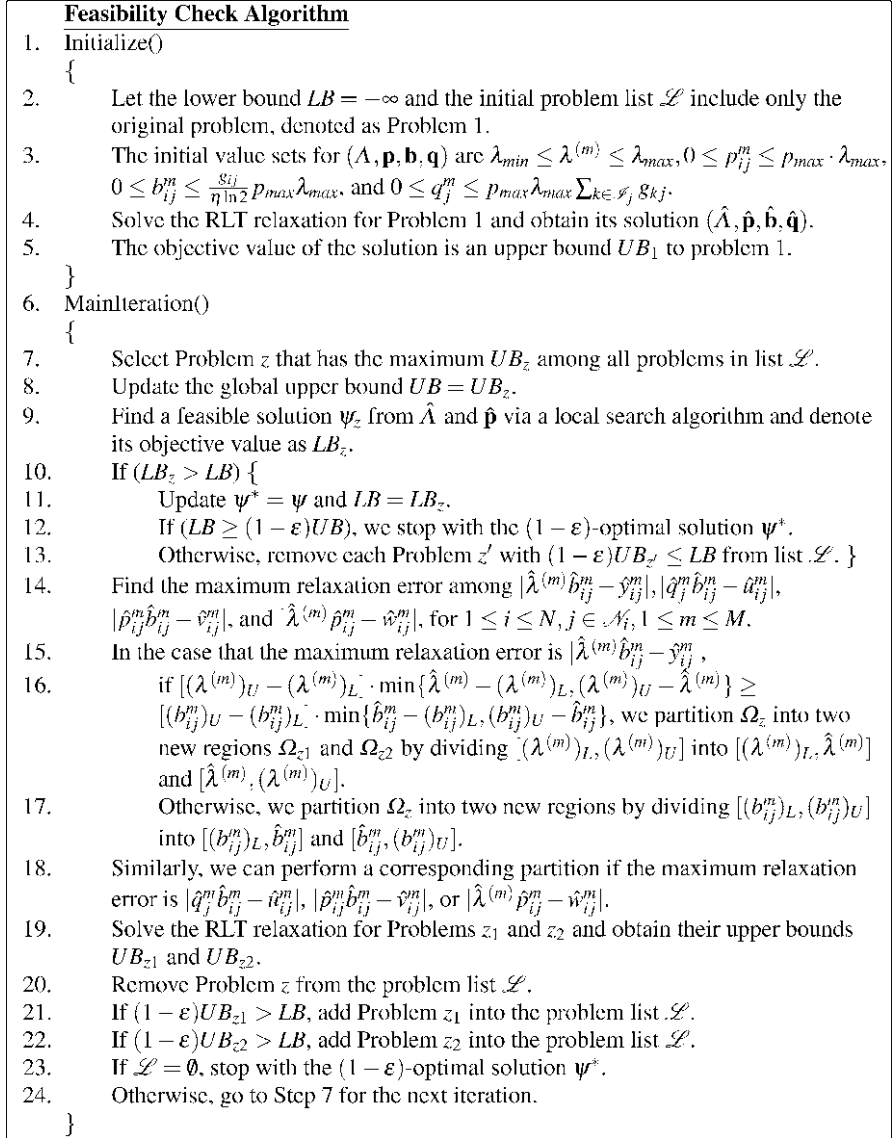 Feasibility Check Algorithm
1. Initialize()
{
2. Let the lower bound LB = −∞ and the initial problem list ℒ include only the
original problem, denoted as Problem 1.
3. The initial value sets for (Λ, p, b, q) are λ_min ≤ λ^(m) ≤ λ_max, 0 ≤ p_ij^m ≤ p_max · λ_max,
0 ≤ b_ij^m ≤ g_ij/(η ln 2) p_max λ_max, and 0 ≤ q_j^m ≤ p_max λ_max ∑_{k∈𝓘_j} g_kj.
4. Solve the RLT relaxation for Problem 1 and obtain its solution (Λ̂, p̂, b̂, q̂).
5. The objective value of the solution is an upper bound UB_1 to problem 1.
}
6. MainIteration()
{
7. Select Problem z that has the maximum UB_z among all problems in list ℒ.
8. Update the global upper bound UB = UB_z.
9. Find a feasible solution ψ_z from Λ̂ and p̂ via a local search algorithm and denote
its objective value as LB_z.
10. If (LB_z > LB) {
11. Update ψ* = ψ and LB = LB_z.
12. If (LB ≥ (1 − ε)UB), we stop with the (1 − ε)-optimal solution ψ*.
13. Otherwise, remove each Problem z′ with (1 − ε)UB_z′ ≤ LB from list ℒ. }
14. Find the maximum relaxation error among |λ̂^(m) b̂_ij^m − ŷ_ij^m|, |q̂_j^m b̂_ij^m − û_ij^m|,
|p̂_ij^m b̂_ij^m − v̂_ij^m|, and |λ̂^(m) p̂_ij^m − ŵ_ij^m|, for 1 ≤ i ≤ N, j ∈ 𝒩_i, 1 ≤ m ≤ M.
15. In the case that the maximum relaxation error is |λ̂^(m) b̂_ij^m − ŷ_ij^m|,
16. if [(λ^(m))_U − (λ^(m))_L] · min{λ̂^(m) − (λ^(m))_L, (λ^(m))_U − λ̂^(m)} ≥
[(b_ij^m)_U − (b_ij^m)_L] · min{b̂_ij^m − (b_ij^m)_L, (b_ij^m)_U − b̂_ij^m}, we partition Ω_z into two
new regions Ω_z1 and Ω_z2 by dividing [(λ^(m))_L, (λ^(m))_U] into [(λ^(m))_L, λ̂^(m)]
and [λ̂^(m), (λ^(m))_U].
17. Otherwise, we partition Ω_z into two new regions by dividing [(b_ij^m)_L, (b_ij^m)_U]
into [(b_ij^m)_L, b̂_ij^m] and [b̂_ij^m, (b_ij^m)_U].
18. Similarly, we can perform a corresponding partition if the maximum relaxation
error is |q̂_j^m b̂_ij^m − û_ij^m|, |p̂_ij^m b̂_ij^m − v̂_ij^m|, or |λ̂^(m) p̂_ij^m − ŵ_ij^m|.
19. Solve the RLT relaxation for Problems z_1 and z_2 and obtain their upper bounds
UB_z1 and UB_z2.
20. Remove Problem z from the problem list ℒ.
21. If (1 − ε)UB_z1 > LB, add Problem z_1 into the problem list ℒ.
22. If (1 − ε)UB_z2 > LB, add Problem z_2 into the problem list ℒ.
23. If ℒ = ∅, stop with the (1 − ε)-optimal solution ψ*.
24. Otherwise, go to Step 7 for the next iteration.
}